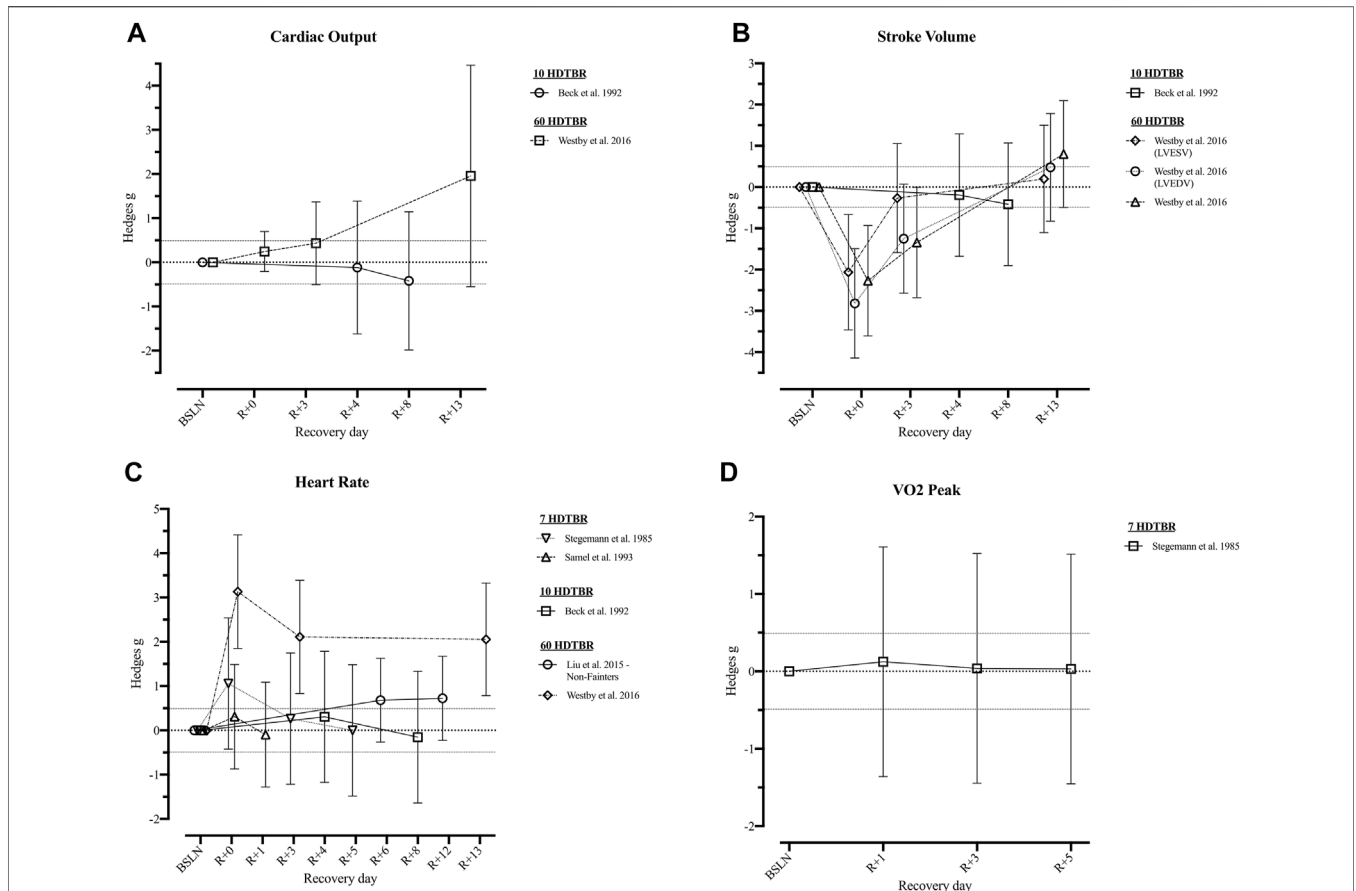 A
Cardiac Output
4
3
2
1
0
-1
-2
Hedges g
BSLN
R+0
R+3
R+4
R+8
R+13
Recovery day
10 HDTBR
Beck et al. 1992
60 HDTBR
Westby et al. 2016
B
Stroke Volume
3
2
1
0
-1
-2
-3
-4
Hedges g
BSLN
R+0
R+3
R+4
R+8
R+13
Recovery day
10 HDTBR
Beck et al. 1992
60 HDTBR
Westby et al. 2016
(LVESV)
Westby et al. 2016
(LVEDV)
Westby et al. 2016
C
Heart Rate
5
4
3
2
1
0
-1
-2
Hedges g
BSLN
R+0
R+1
R+3
R+4
R+5
R+6
R+8
R+12
R+13
Recovery day
7 HDTBR
Stegemann et al. 1985
Samel et al. 1993
10 HDTBR
Beck et al. 1992
60 HDTBR
Liu et al. 2015 -
Non-Fainters
Westby et al. 2016
D
VO2 Peak
2
1
0
-1
-2
Hedges g
BSLN
R+1
R+3
R+5
Recovery day
7 HDTBR
Stegemann et al. 1985